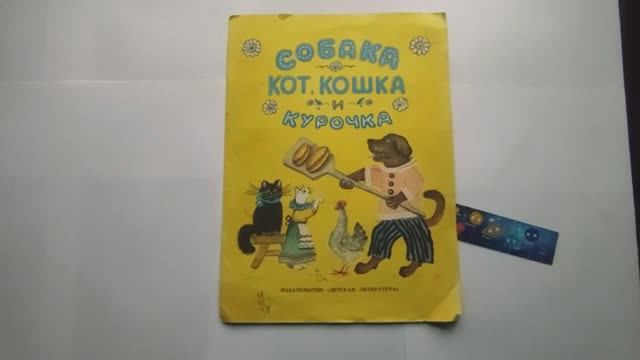 СОБАКА
КОТ, КОШКА
И
КУРОЧКА
ИЗДАТЕЛЬСТВО «ДЕТСКАЯ ЛИТЕРАТУРА»